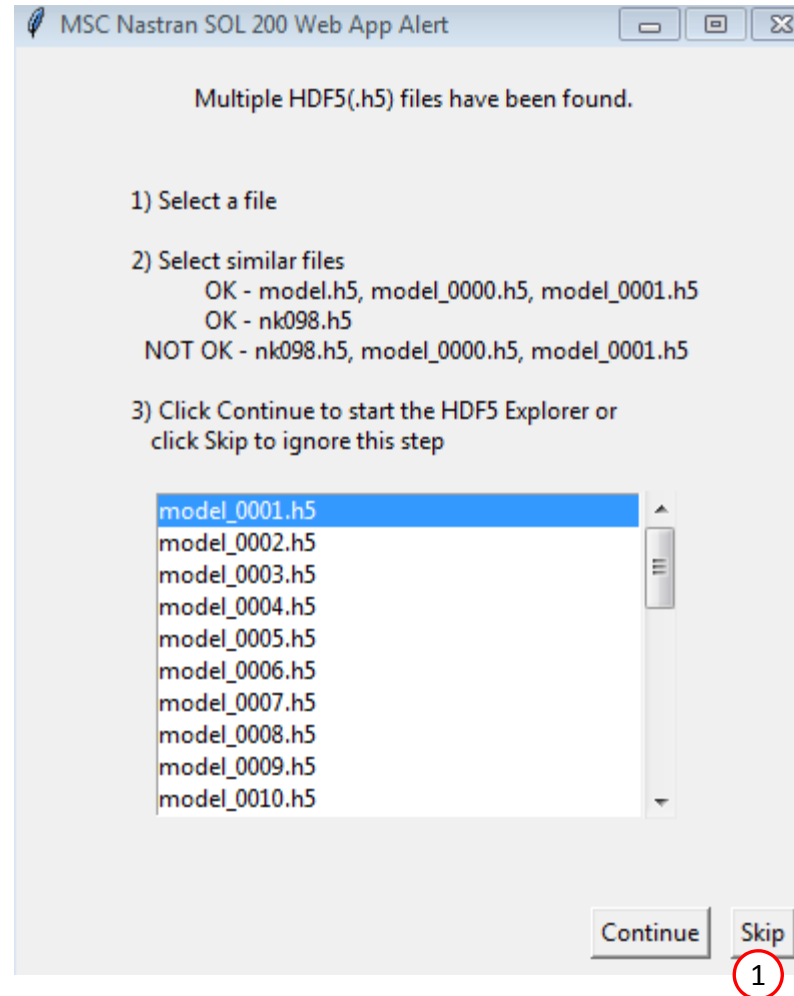 MSC Nastran SOL 200 Web App Alert
Multiple HDF5(.h5) files have been found.
1) Select a file
2) Select similar files
OK - model.h5, model_0000.h5, model_0001.h5
OK - nk098.h5
NOT OK - nk098.h5, model_0000.h5, model_0001.h5
3) Click Continue to start the HDF5 Explorer or
click Skip to ignore this step
model_0001.h5
model_0002.h5
model_0003.h5
model_0004.h5
model_0005.h5
model_0006.h5
model_0007.h5
model_0008.h5
model_0009.h5
model_0010.h5
Continue Skip
1